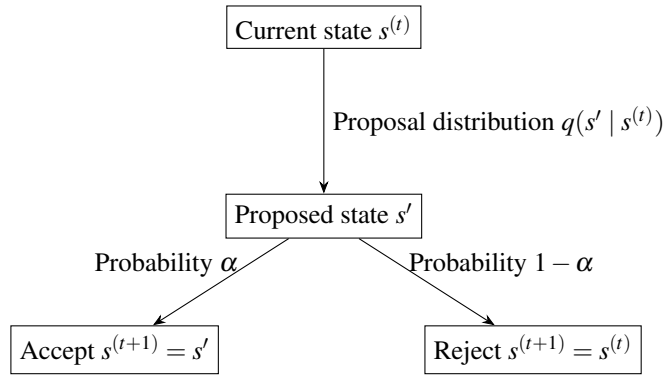 Current state s^(t)
Proposal distribution q(s′ | s^(t))
Proposed state s′
Probability α
Probability 1 − α
Accept s^(t+1) = s′
Reject s^(t+1) = s^(t)